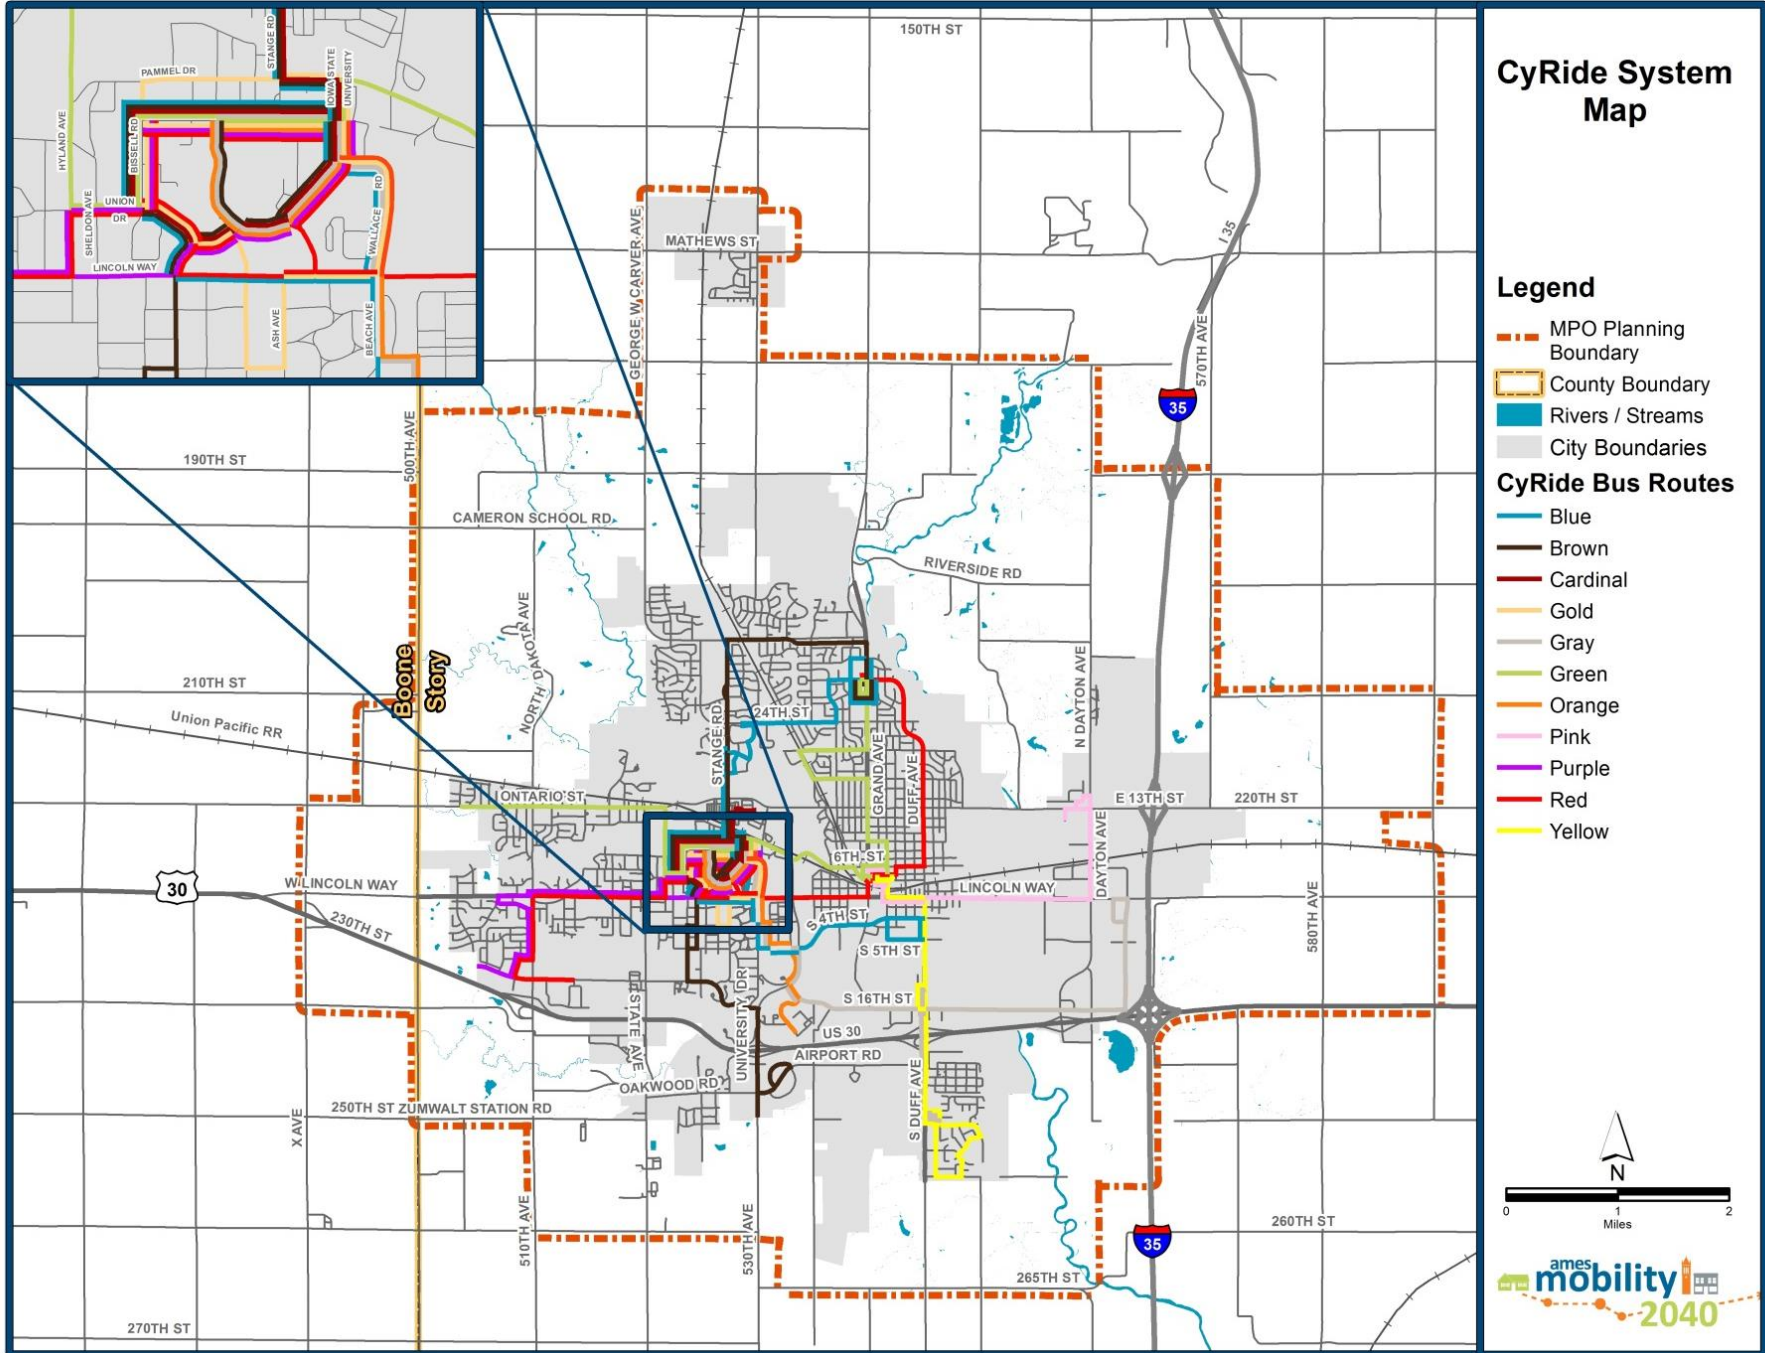 STANGE RD
IOWA STATE
UNIVERSITY
PAMMEL DR
HYLAND AVE
BISSELL RD
SHELDON AVE
UNION
DR
WALLACE
RD
LINCOLN WAY
ASH AVE
BEACH AVE
150TH ST
GEORGE W CARVER AVE
MATHEWS ST
I 35
570TH AVE
35
500TH AVE
190TH ST
CAMERON SCHOOL RD
RIVERSIDE RD
NORTH DAKOTA AVE
Boone
Story
210TH ST
Union Pacific RR
N DAYTON AVE
24TH ST
STANGE RD
GRAND AVE
DUFF AVE
ONTARIO ST
E 13TH ST
220TH ST
6TH ST
DAYTON AVE
30
W LINCOLN WAY
LINCOLN WAY
230TH ST
S 4TH ST
S 5TH ST
580TH AVE
S 16TH ST
STATE AVE
UNIVERSITY DR
US 30
AIRPORT RD
OAKWOOD RD
250TH ST ZUMWALT STATION RD
X AVE
S DUFF AVE
510TH AVE
530TH AVE
260TH ST
35
265TH ST
270TH ST
CyRide System
Map
Legend
MPO Planning
Boundary
County Boundary
Rivers / Streams
City Boundaries
CyRide Bus Routes
Blue
Brown
Cardinal
Gold
Gray
Green
Orange
Pink
Purple
Red
Yellow
N
0 1 2
Miles
ames
mobility
2040